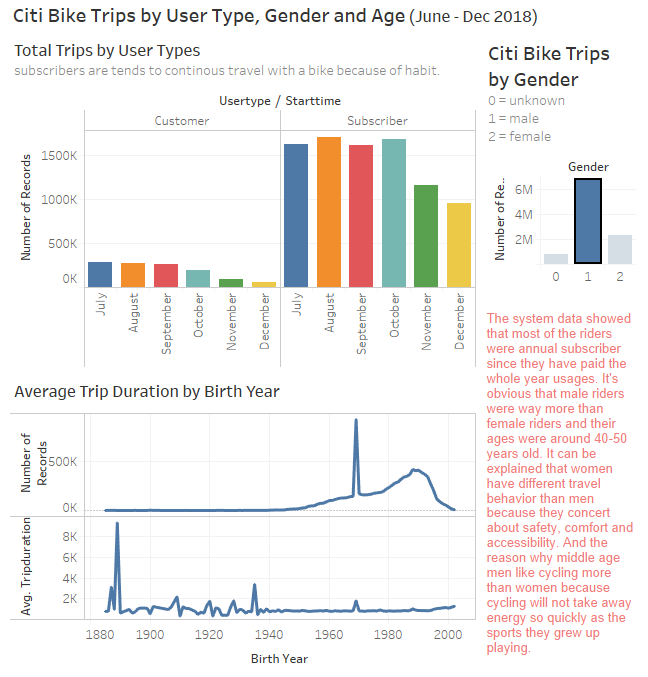 Citi Bike Trips by User Type, Gender and Age (June - Dec 2018)
Total Trips by User Types
subscribers are tends to continous travel with a bike because of habit.
Usertype / Starttime
Customer
Subscriber
Number of Records
1500K
1000K
500K
0K
July
August
September
October
November
December
July
August
September
October
November
December
Citi Bike Trips
by Gender
0 = unknown
1 = male
2 = female
Gender
Number of Re..
6M
4M
2M
0
1
2
The system data showed
that most of the riders
were annual subscriber
since they have paid the
whole year usages. It's
obvious that male riders
were way more than
female riders and their
ages were around 40-50
years old. It can be
explained that women
have different travel
behavior than men
because they concert
about safety, comfort and
accessibility. And the
reason why middle age
men like cycling more
than women because
cycling will not take away
energy so quickly as the
sports they grew up
playing.
Average Trip Duration by Birth Year
Number of
Records
500K
0K
Avg. Tripduration
8K
6K
4K
2K
1880
1900
1920
1940
1960
1980
2000
Birth Year